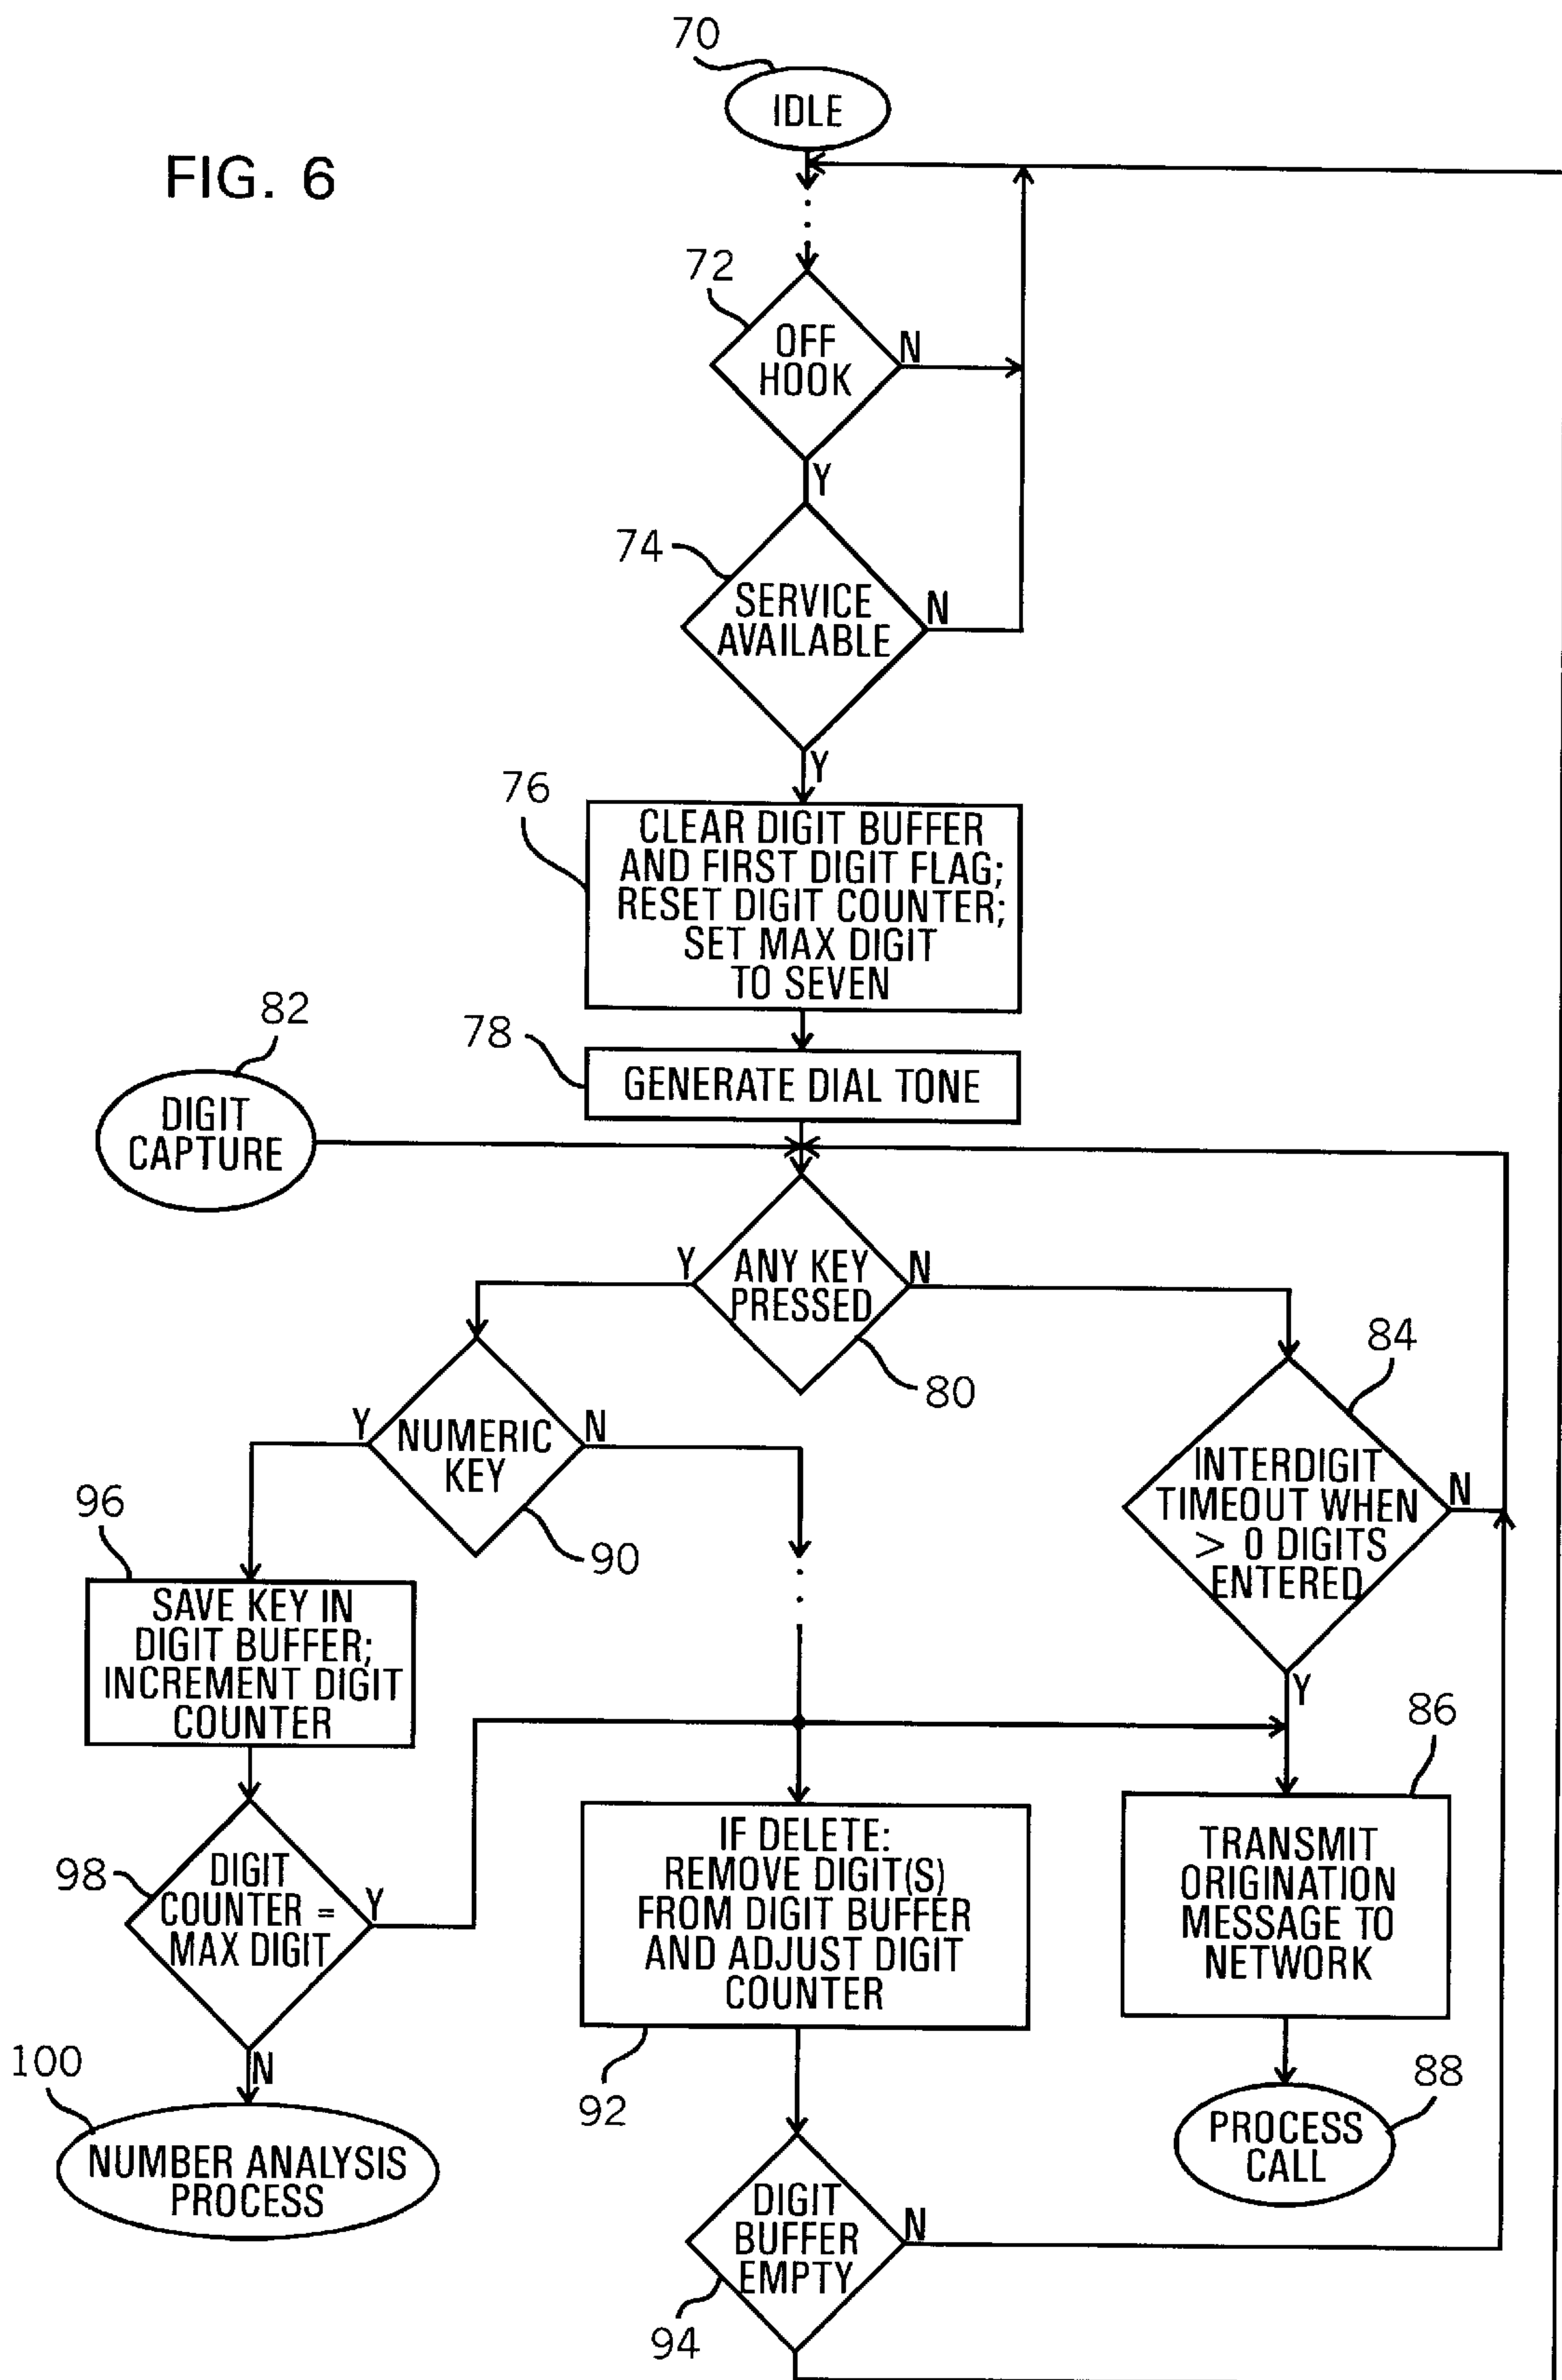 70
IDLE
FIG. 6
72
OFF
HOOK
N
Y
74
SERVICE
AVAILABLE
N
Y
76
CLEAR DIGIT BUFFER
AND FIRST DIGIT FLAG;
RESET DIGIT COUNTER;
SET MAX DIGIT
TO SEVEN
82
DIGIT
CAPTURE
78
GENERATE DIAL TONE
Y
ANY KEY
PRESSED
N
80
84
INTERDIGIT
TIMEOUT WHEN
> 0 DIGITS
ENTERED
N
Y
Y
NUMERIC
KEY
N
90
96
SAVE KEY IN
DIGIT BUFFER;
INCREMENT DIGIT
COUNTER
86
TRANSMIT
ORIGINATION
MESSAGE TO
NETWORK
IF DELETE:
REMOVE DIGIT(S)
FROM DIGIT BUFFER
AND ADJUST DIGIT
COUNTER
92
98
DIGIT
COUNTER =
MAX DIGIT
Y
N
100
NUMBER ANALYSIS
PROCESS
88
PROCESS
CALL
DIGIT
BUFFER
EMPTY
N
94